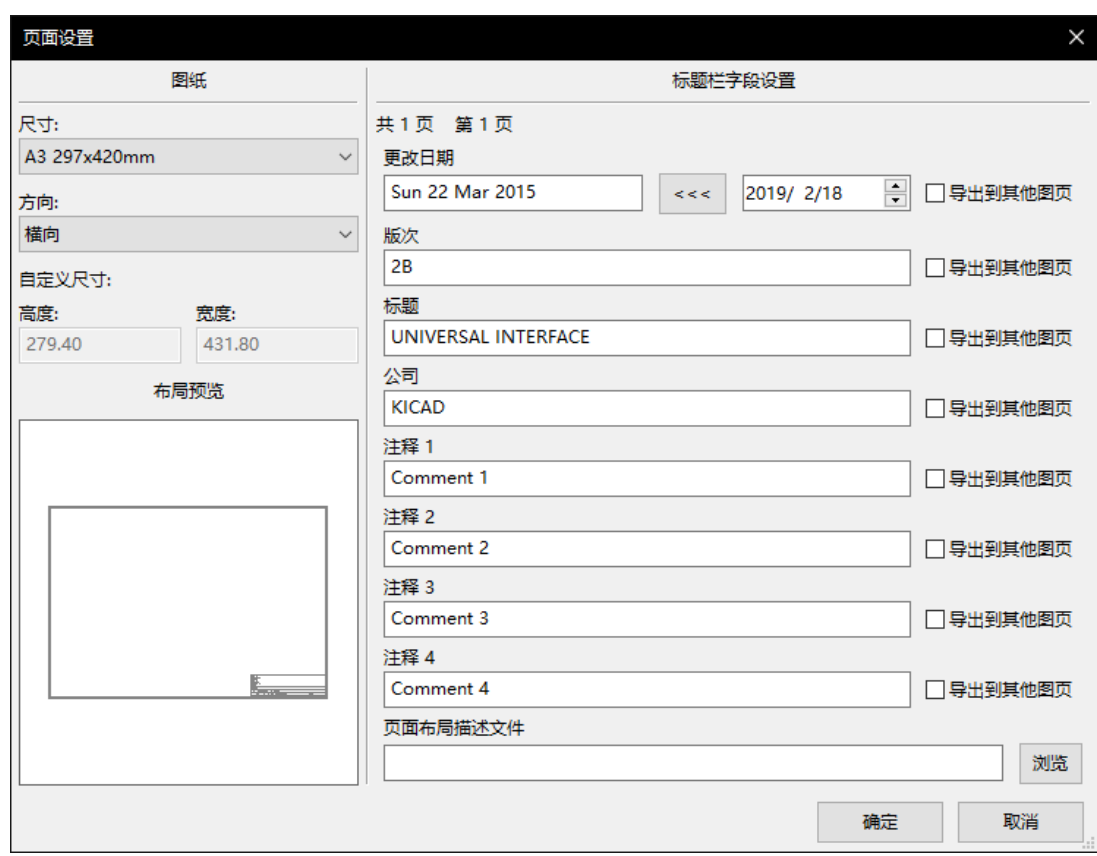 页面设置
图纸
尺寸:
A3 297x420mm
方向:
横向
自定义尺寸:
高度:
宽度:
279.40
431.80
布局预览
标题栏字段设置
共 1 页 第 1 页
更改日期
Sun 22 Mar 2015
<<<
2019/ 2/18
导出到其他图页
版次
2B
导出到其他图页
标题
UNIVERSAL INTERFACE
导出到其他图页
公司
KICAD
导出到其他图页
注释 1
Comment 1
导出到其他图页
注释 2
Comment 2
导出到其他图页
注释 3
Comment 3
导出到其他图页
注释 4
Comment 4
导出到其他图页
页面布局描述文件
浏览
确定
取消